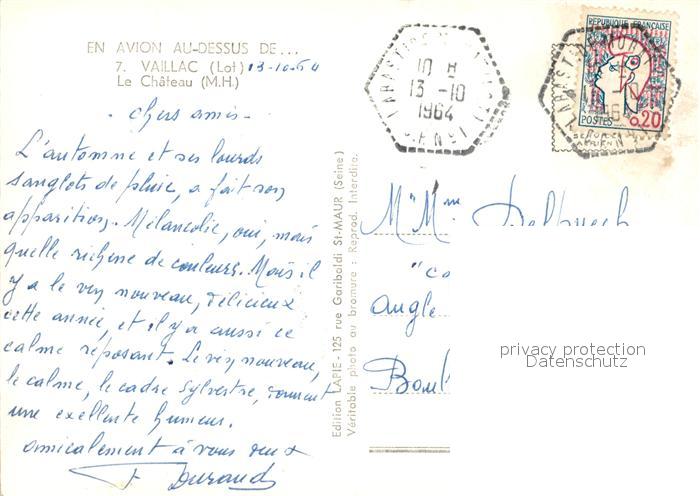 EN AVION AU-DESSUS DE...
7. VAILLAC (Lot) 13-10-64
Le Château (M.H.)
chers amis -
L'automne et ses lourds
sanglots de pluie, a fait son
apparition. Mélancolie, oui, mais
quelle richesse de couleurs. Mais il
y a le vin nouveau, délicieux
cette année, et il y a aussi ce
calme reposant. Le vin nouveau,
le calme, le cadre sylvestre, donnent
une excellente humeur.
amicalement à vous deux
Durand
Edition LABIE - 125 rue Garibaldi St-MAUR (Seine)
Véritable photo au bromure : Reprod. Interdite.
10 H
13 - 10
1964
REPUBLIQUE FRANÇAISE
0,20
POSTES
M. Mme Delbruch
"co
angle
Boul
privacy protection
Datenschutz